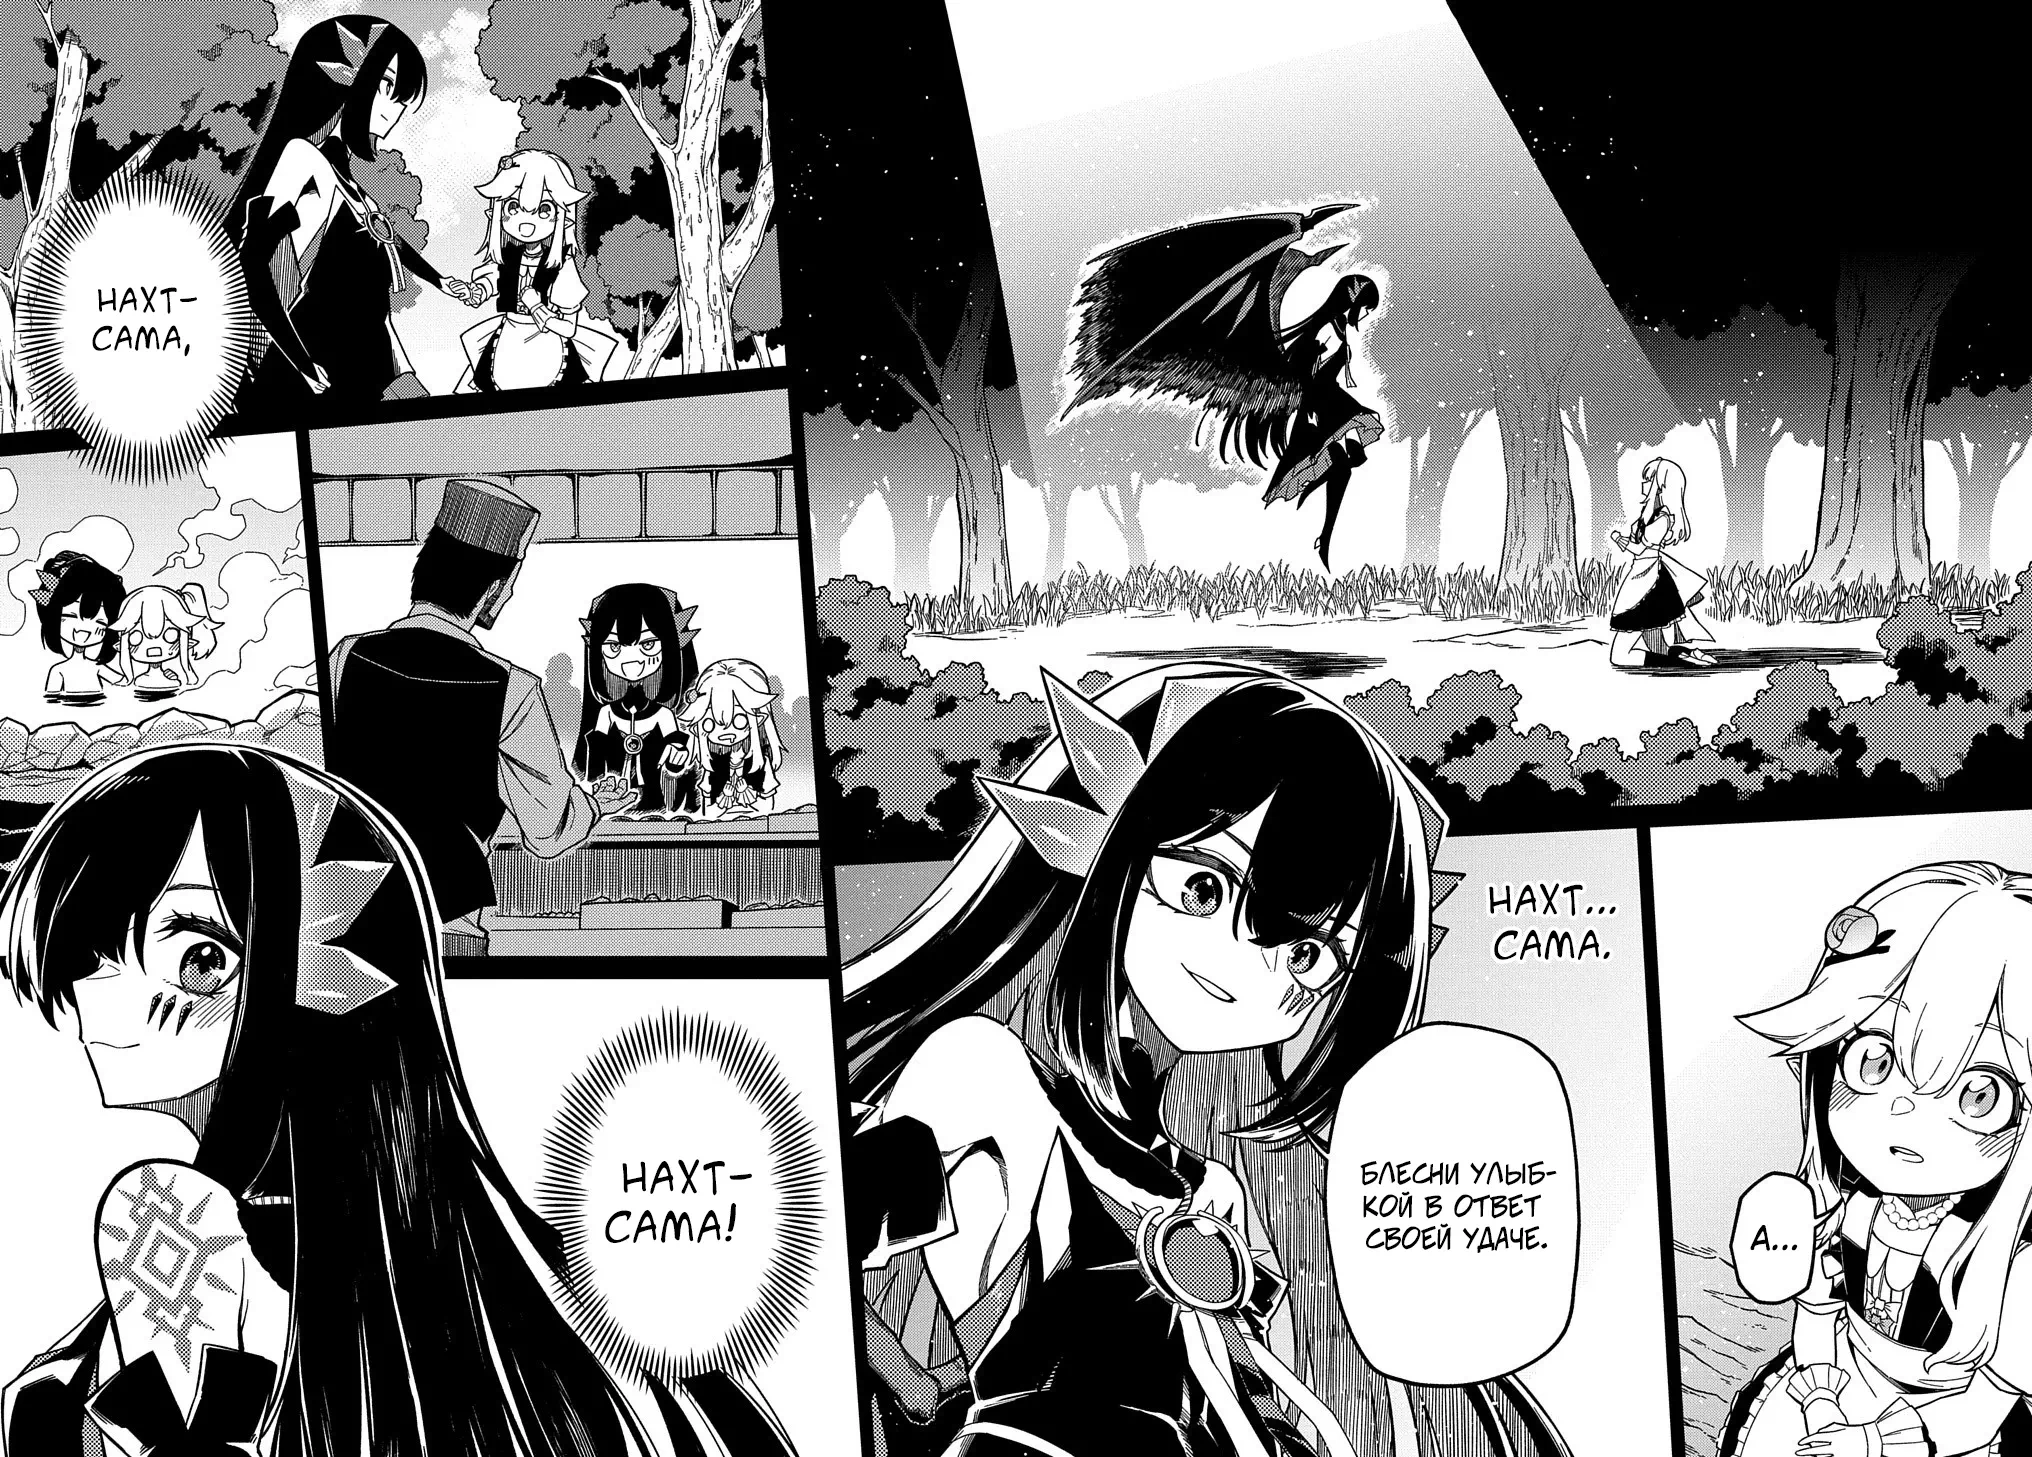 А...
НАХТ...
САМА.
БЛЕСНИ УЛЫБ-
КОЙ В ОТВЕТ
СВОЕЙ УДАЧЕ.
НАХТ-
САМА,
НАХТ-
САМА!